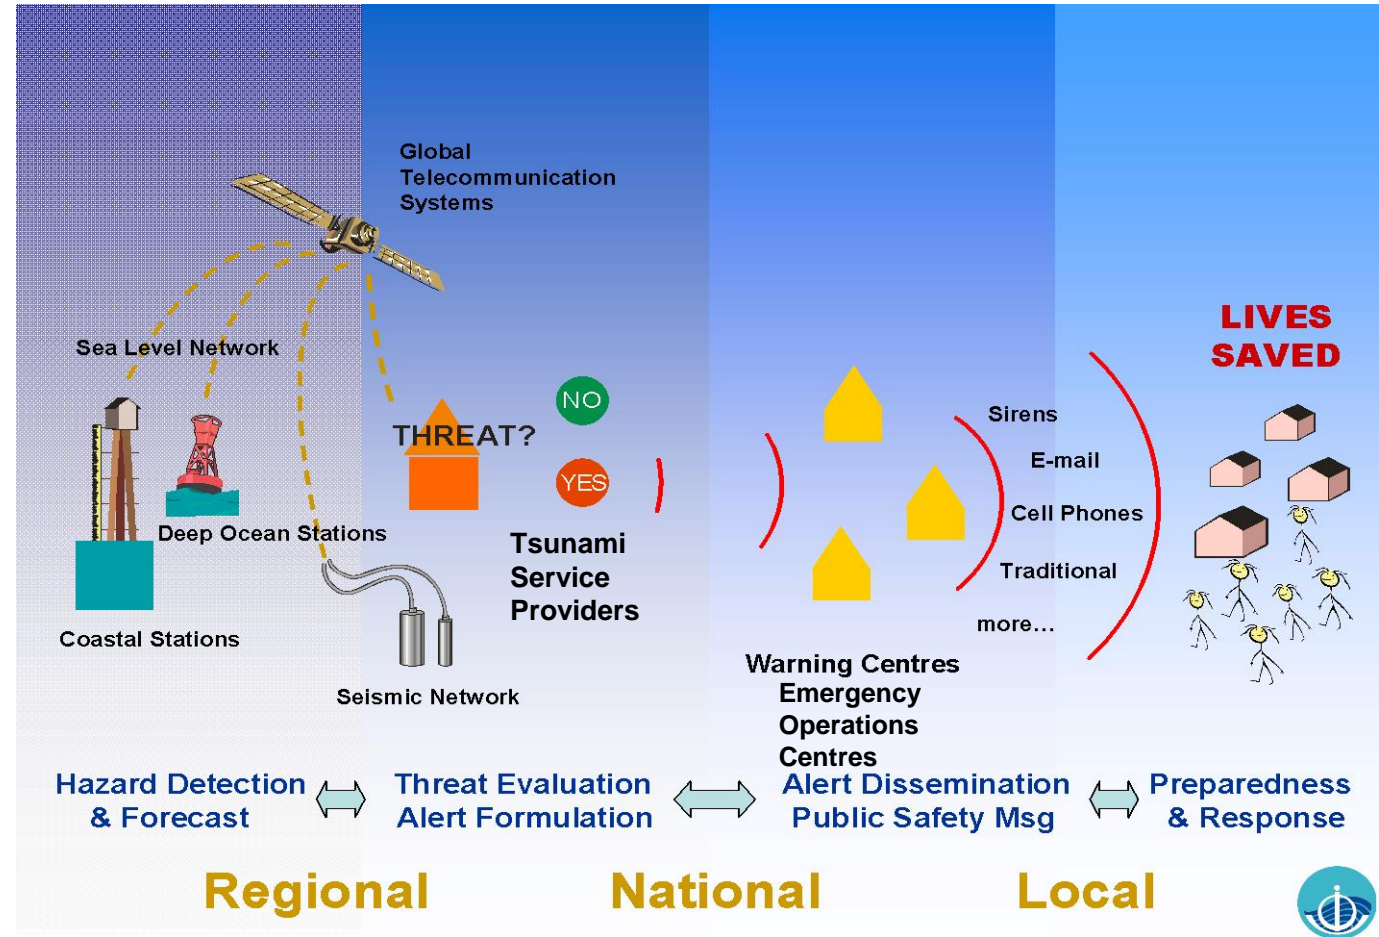 Global
Telecommunication
Systems
Sea Level Network
Deep Ocean Stations
Coastal Stations
Seismic Network
THREAT?
NO
YES
Tsunami
Service
Providers
Warning Centres
Emergency
Operations
Centres
Sirens
E-mail
Cell Phones
Traditional
more...
LIVES
SAVED
Hazard Detection
& Forecast
Threat Evaluation
Alert Formulation
Alert Dissemination
Public Safety Msg
Preparedness
& Response
Regional
National
Local